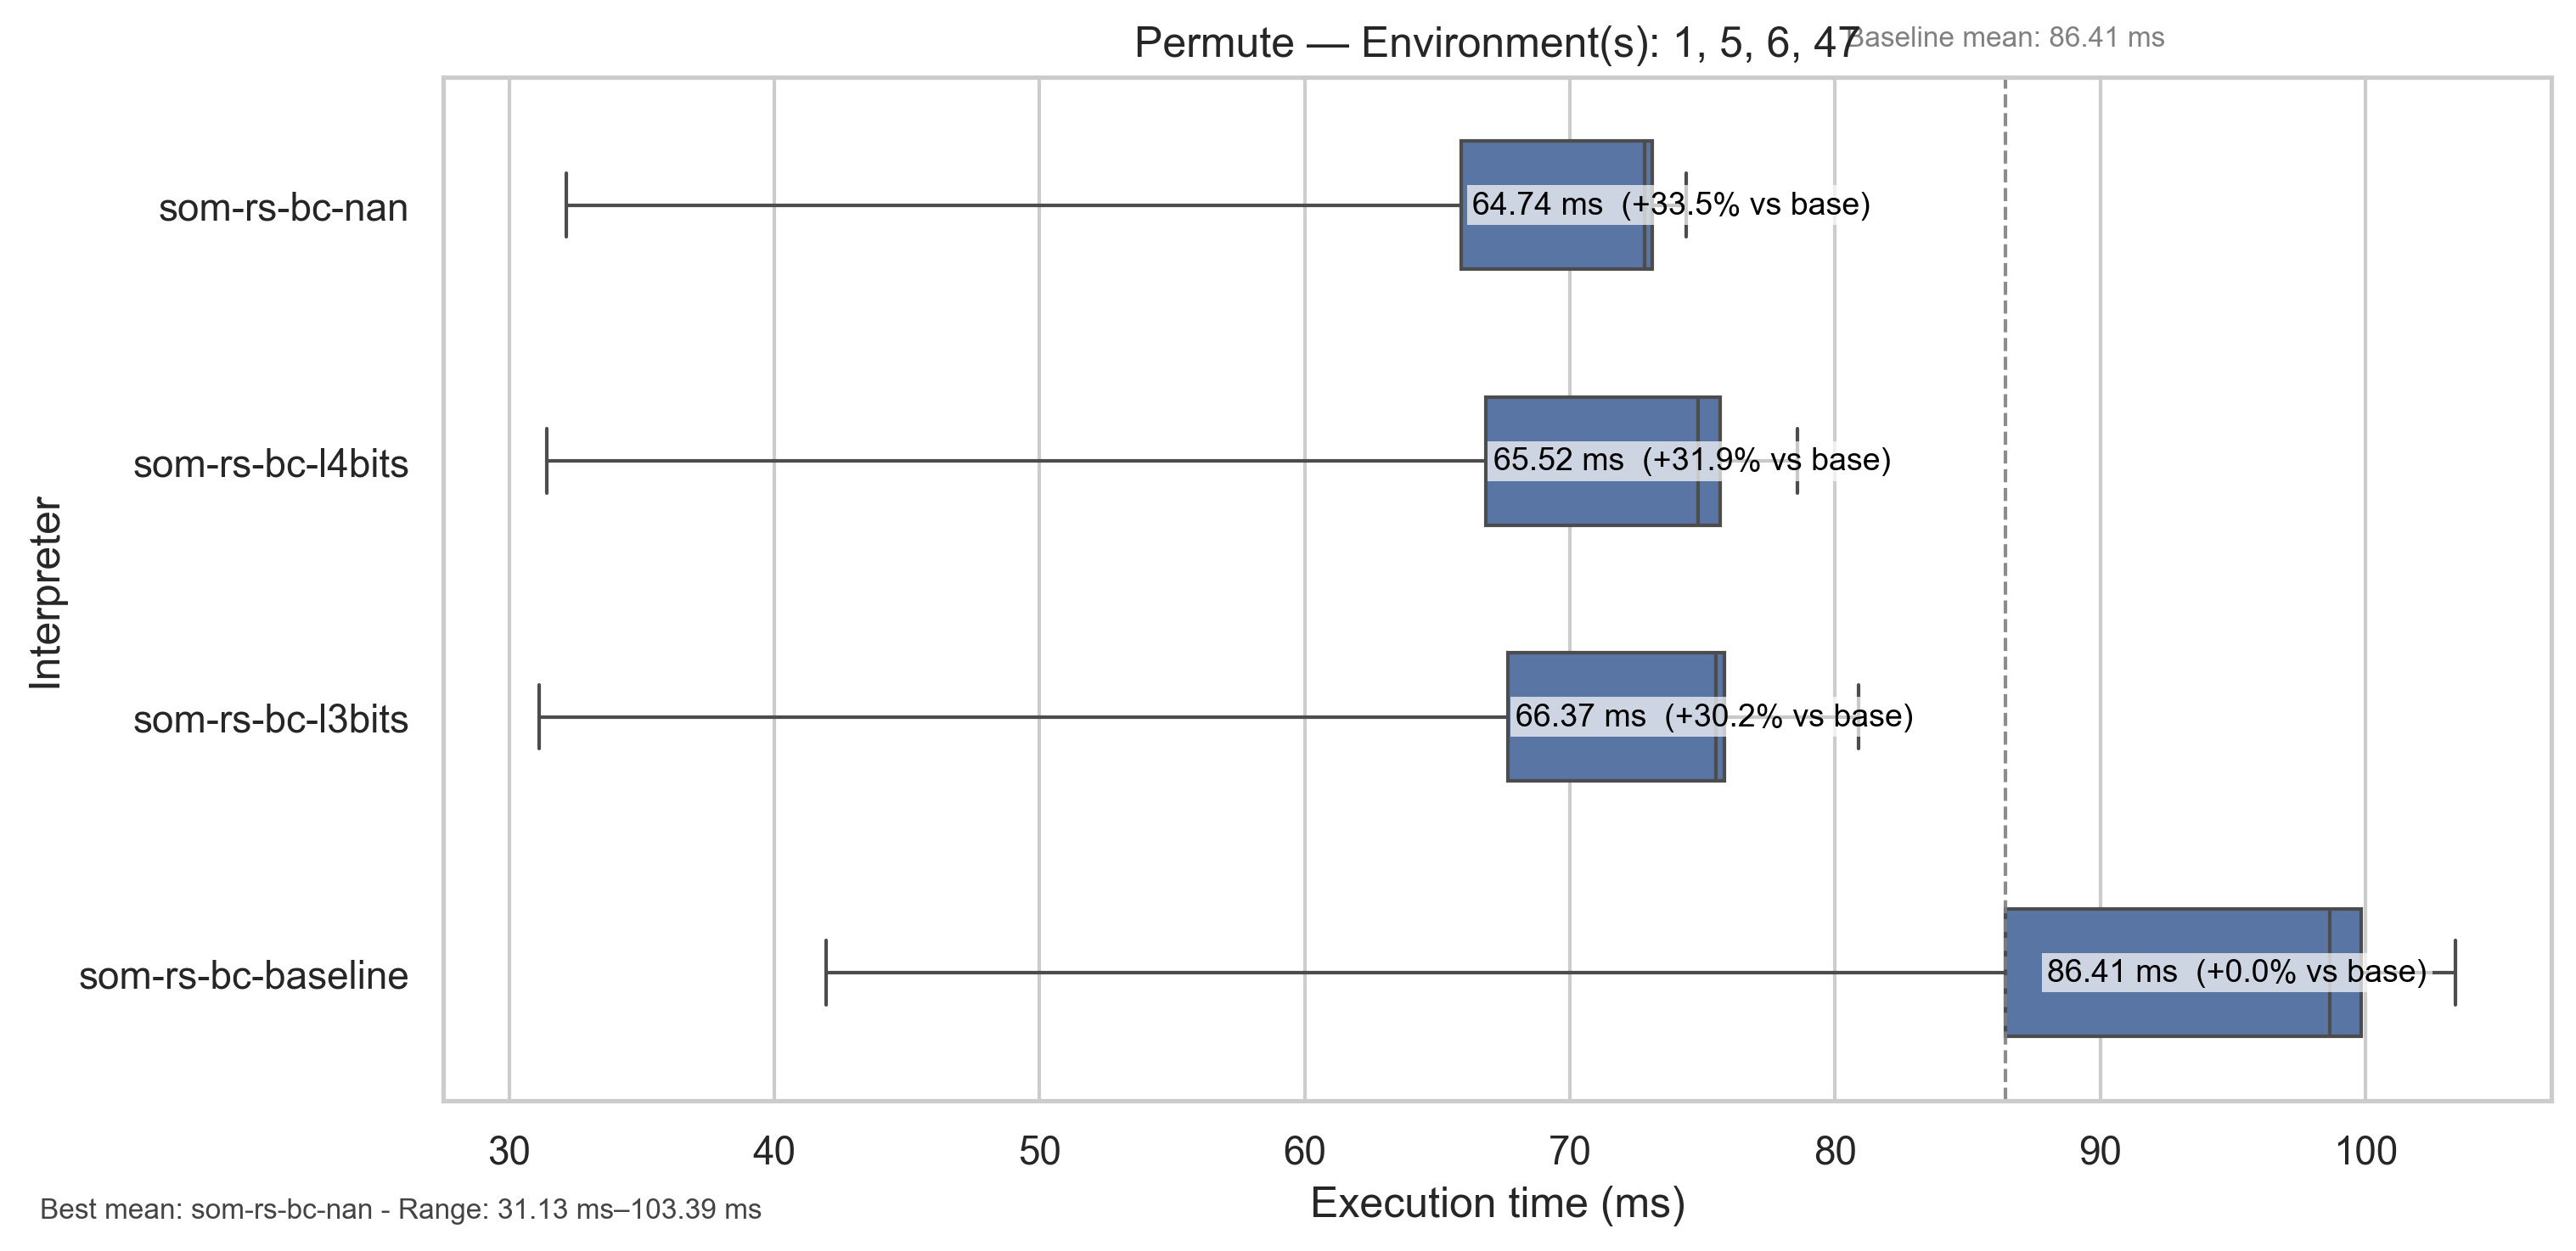 Permute — Environment(s): 1, 5, 6, 47
Baseline mean: 86.41 ms
Interpreter
som-rs-bc-nan
64.74 ms (+33.5% vs base)
som-rs-bc-l4bits
65.52 ms (+31.9% vs base)
som-rs-bc-l3bits
66.37 ms (+30.2% vs base)
som-rs-bc-baseline
86.41 ms (+0.0% vs base)
30 40 50 60 70 80 90 100
Execution time (ms)
Best mean: som-rs-bc-nan - Range: 31.13 ms–103.39 ms